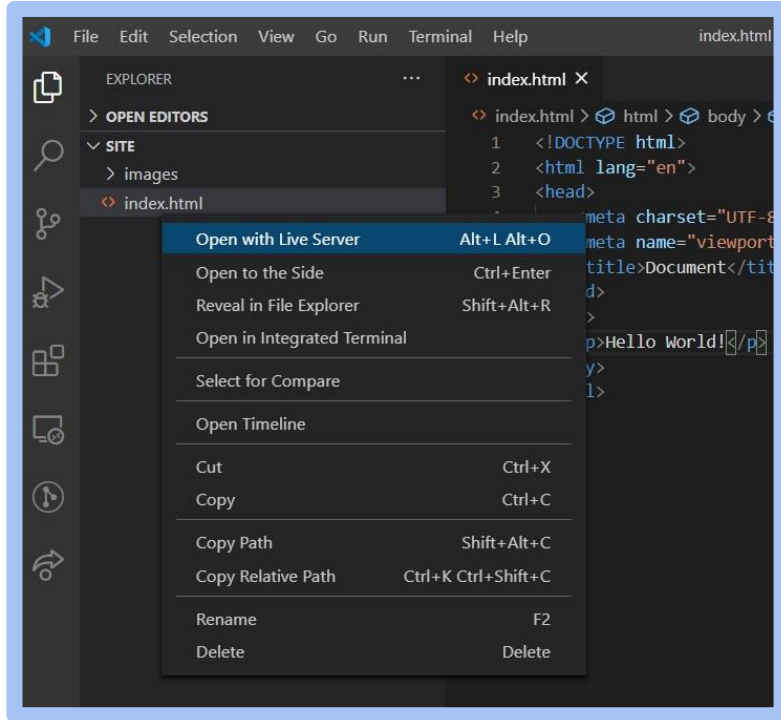 File Edit Selection View Go Run Terminal Help index.html
EXPLORER ...
OPEN EDITORS
SITE
images
index.html
index.html ×
index.html > html > body >
1 <!DOCTYPE html>
2 <html lang="en">
3 <head>
meta charset="UTF-8
meta name="viewport
title>Document</tit
d>
>
p>Hello World!</p>
y>
l>
Open with Live Server Alt+L Alt+O
Open to the Side Ctrl+Enter
Reveal in File Explorer Shift+Alt+R
Open in Integrated Terminal
Select for Compare
Open Timeline
Cut Ctrl+X
Copy Ctrl+C
Copy Path Shift+Alt+C
Copy Relative Path Ctrl+K Ctrl+Shift+C
Rename F2
Delete Delete